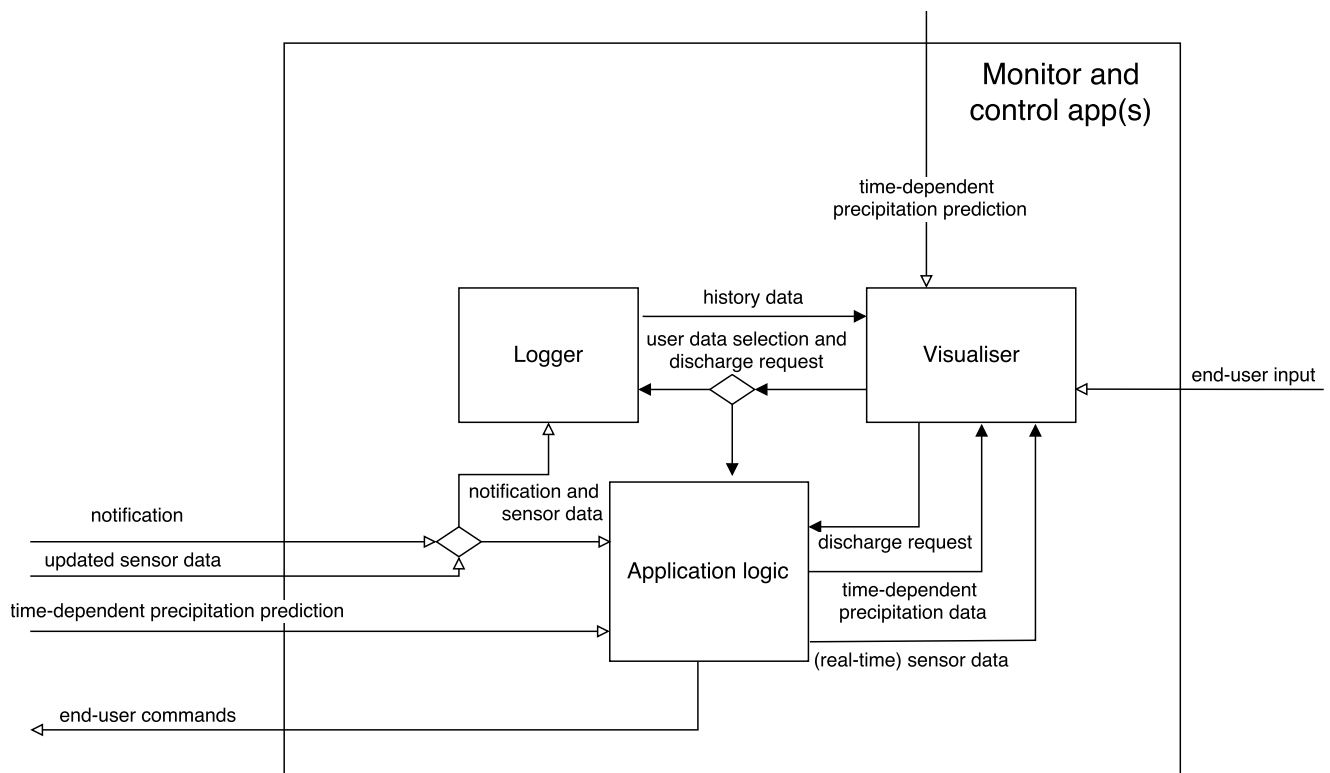 Monitor and
control app(s)
time-dependent
precipitation prediction
history data
user data selection and
discharge request
Logger
Visualiser
end-user input
notification and
sensor data
notification
updated sensor data
discharge request
Application logic
time-dependent
precipitation data
time-dependent precipitation prediction
(real-time) sensor data
end-user commands